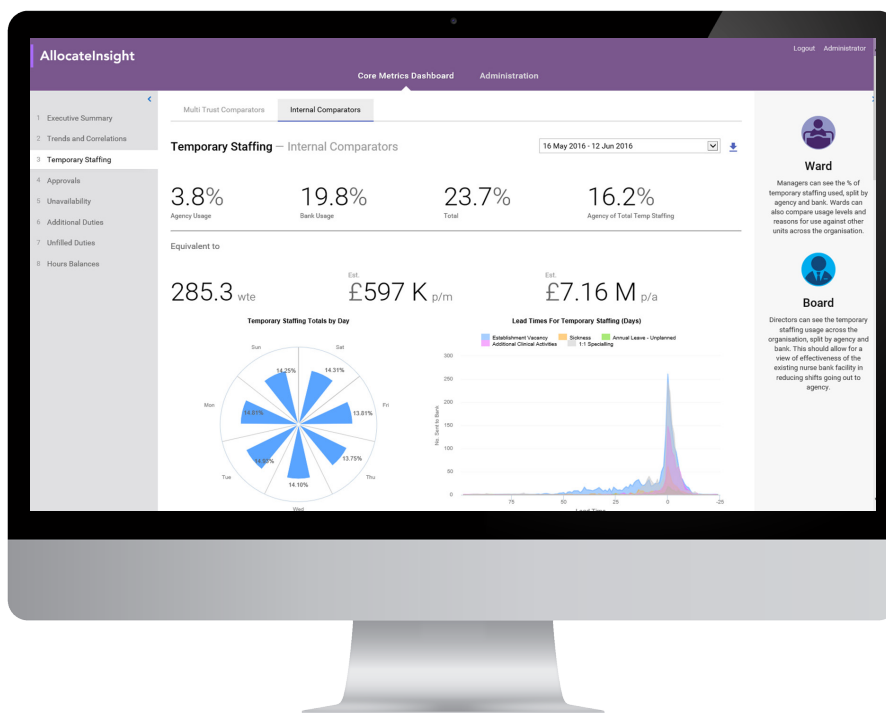 AllocateInsight
Logout Administrator
Core Metrics Dashboard Administration
1 Executive Summary
2 Trends and Correlations
3 Temporary Staffing
4 Approvals
5 Unavailability
6 Additional Duties
7 Unfilled Duties
8 Hours Balances
Multi Trust Comparators Internal Comparators
Temporary Staffing – Internal Comparators
16 May 2016 - 12 Jun 2016
3.8% 19.8% 23.7% 16.2%
Agency Usage Bank Usage Total Agency of Total Temp Staffing
Equivalent to
Est. Est.
285.3 wte £597 K p/m £7.16 M p/a
Temporary Staffing Totals by Day
Sun Sat
14.25% 14.31%
Mon Fri
14.81% 13.81%
13.75%
Tue Thu
14.10%
Wed
Lead Times For Temporary Staffing (Days)
Establishment Vacancy Sickness Annual Leave - Unplanned
Additional Clinical Activities 1:1 Specialling
300
250
200
150
100
50
0
No. Sent to Bank
75 50 25 0 -25
Lead Time
Ward
Managers can see the % of
temporary staffing used, split by
agency and bank. Wards can
also compare usage levels and
reasons for use against other
units across the organisation.
Board
Directors can see the temporary
staffing usage across the
organisation, split by agency and
bank. This should allow for a
view of effectiveness of the
existing nurse bank facility in
reducing shifts going out to
agency.